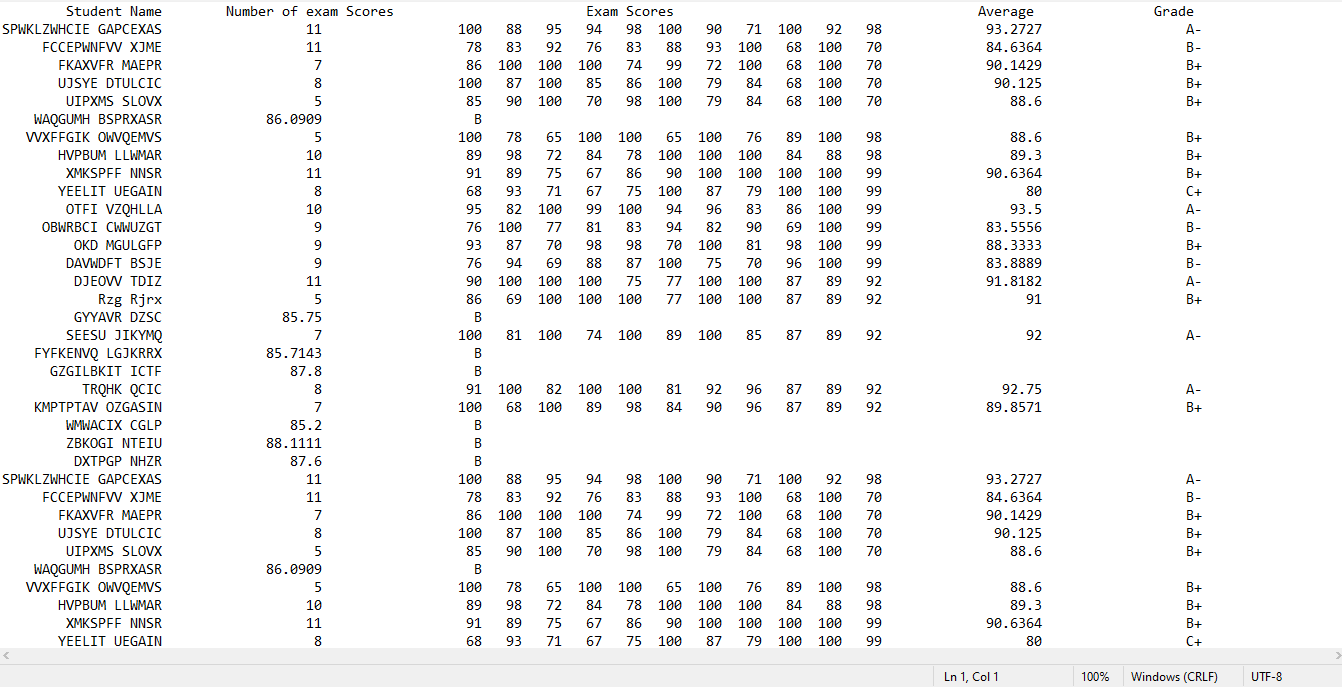 Student Name Number of exam Scores Exam Scores Average Grade
SPWKLZWHCIE GAPCEXAS 11 100 88 95 94 98 100 90 71 100 92 98 93.2727 A-
FCCEPWNFVV XJME 11 78 83 92 76 83 88 93 100 68 100 70 84.6364 B-
FKAXVFR MAEPR 7 86 100 100 100 74 99 72 100 68 100 70 90.1429 B+
UJSYE DTULCIC 8 100 87 100 85 86 100 79 84 68 100 70 90.125 B+
UIPXMS SLOVX 5 85 90 100 70 98 100 79 84 68 100 70 88.6 B+
WAQGUMH BSPRXASR 86.0909 B
VVXFFGIK OWVQEMVS 5 100 78 65 100 100 65 100 76 89 100 98 88.6 B+
HVPBUM LLWMAR 10 89 98 72 84 78 100 100 100 84 88 98 89.3 B+
XMKSPFF NNSR 11 91 89 75 67 86 90 100 100 100 100 99 90.6364 B+
YEELIT UEGAIN 8 68 93 71 67 75 100 87 79 100 100 99 80 C+
OTFI VZQHLLA 10 95 82 100 99 100 94 96 83 86 100 99 93.5 A-
OBWRBCI CWWUZGT 9 76 100 77 81 83 94 82 90 69 100 99 83.5556 B-
OKD MGULGFP 9 93 87 70 98 98 70 100 81 98 100 99 88.3333 B+
DAVWDFT BSJE 9 76 94 69 88 87 100 75 70 96 100 99 83.8889 B-
DJEOVV TDIZ 11 90 100 100 100 75 77 100 100 87 89 92 91.8182 A-
Rzg Rjrx 5 86 69 100 100 100 77 100 100 87 89 92 91 B+
GYYAVR DZSC 85.75 B
SEESU JIKYMQ 7 100 81 100 74 100 89 100 85 87 89 92 92 A-
FYFKENVQ LGJKRRX 85.7143 B
GZGILBKIT ICTF 87.8 B
TRQHK QCIC 8 91 100 82 100 100 81 92 96 87 89 92 92.75 A-
KMPTPTAV OZGASIN 7 100 68 100 89 98 84 90 96 87 89 92 89.8571 B+
WMWACIX CGLP 85.2 B
ZBKOGI NTEIU 88.1111 B
DXTPGP NHZR 87.6 B
SPWKLZWHCIE GAPCEXAS 11 100 88 95 94 98 100 90 71 100 92 98 93.2727 A-
FCCEPWNFVV XJME 11 78 83 92 76 83 88 93 100 68 100 70 84.6364 B-
FKAXVFR MAEPR 7 86 100 100 100 74 99 72 100 68 100 70 90.1429 B+
UJSYE DTULCIC 8 100 87 100 85 86 100 79 84 68 100 70 90.125 B+
UIPXMS SLOVX 5 85 90 100 70 98 100 79 84 68 100 70 88.6 B+
WAQGUMH BSPRXASR 86.0909 B
VVXFFGIK OWVQEMVS 5 100 78 65 100 100 65 100 76 89 100 98 88.6 B+
HVPBUM LLWMAR 10 89 98 72 84 78 100 100 100 84 88 98 89.3 B+
XMKSPFF NNSR 11 91 89 75 67 86 90 100 100 100 100 99 90.6364 B+
YEELIT UEGAIN 8 68 93 71 67 75 100 87 79 100 100 99 80 C+
Ln 1, Col 1 100% Windows (CRLF) UTF-8